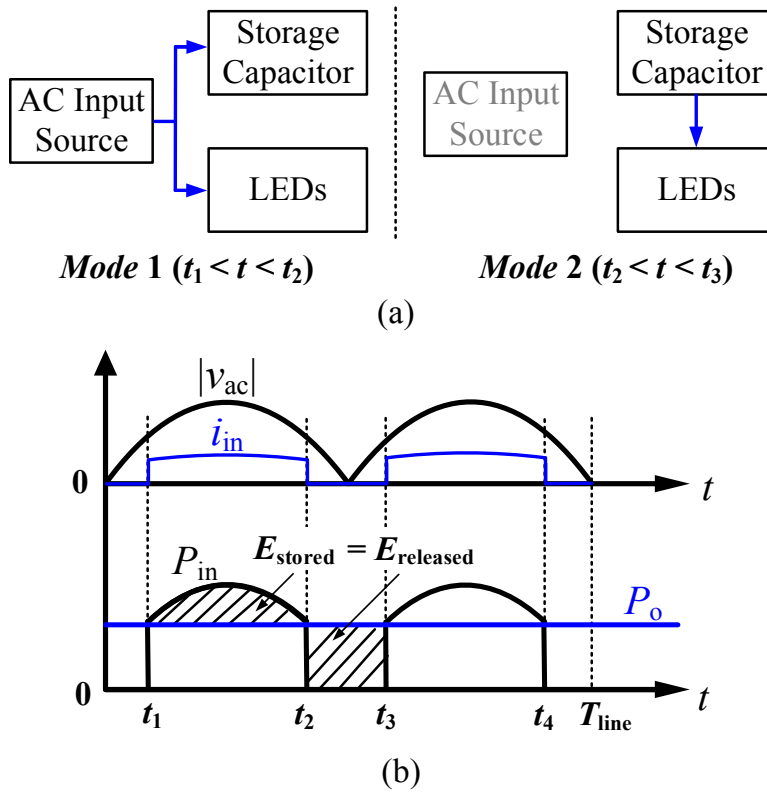 Storage
Capacitor
AC Input
Source
LEDs
Mode 1 (t1 < t < t2)
AC Input
Source
Storage
Capacitor
LEDs
Mode 2 (t2 < t < t3)
(a)
|vac|
iin
0
t
Pin
Estored = Ereleased
Po
0
t1 t2 t3 t4 Tline
t
(b)